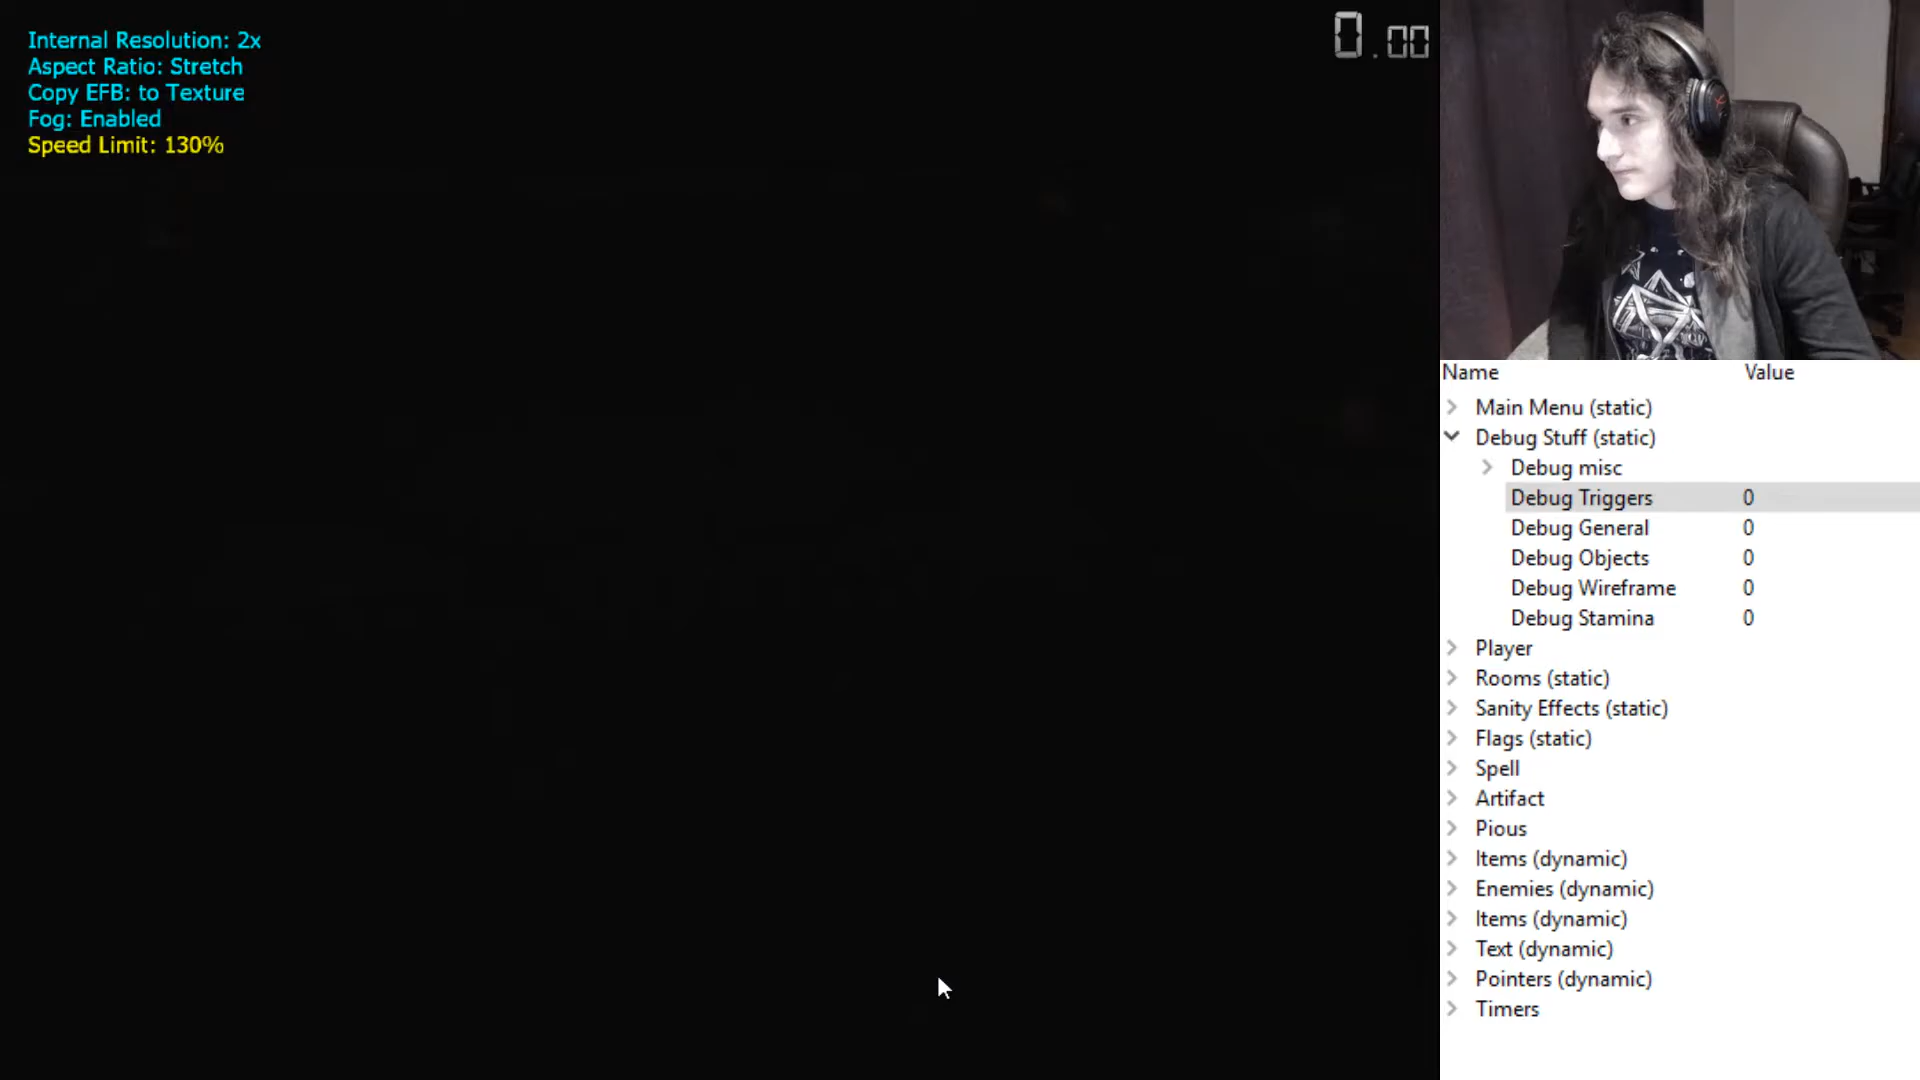 Internal Resolution: 2x
Aspect Ratio: Stretch
Copy EFB: to Texture
Fog: Enabled
Speed Limit: 130%
0.00
Name Value
Main Menu (static)
Debug Stuff (static)
Debug misc
Debug Triggers 0
Debug General 0
Debug Objects 0
Debug Wireframe 0
Debug Stamina 0
Player
Rooms (static)
Sanity Effects (static)
Flags (static)
Spell
Artifact
Pious
Items (dynamic)
Enemies (dynamic)
Items (dynamic)
Text (dynamic)
Pointers (dynamic)
Timers